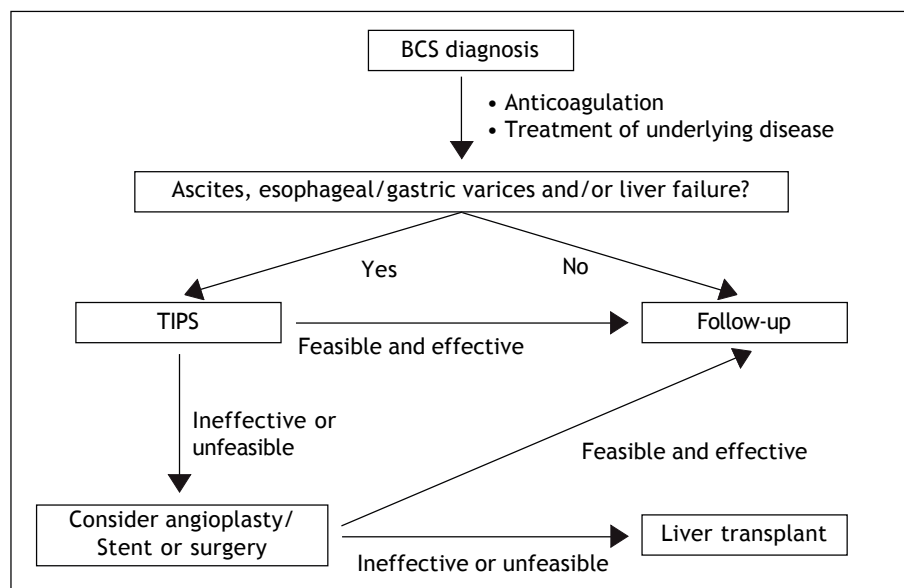 BCS diagnosis
• Anticoagulation
• Treatment of underlying disease
Ascites, esophageal/gastric varices and/or liver failure?
Yes
No
TIPS
Follow-up
Feasible and effective
Ineffective or
unfeasible
Feasible and effective
Consider angioplasty/
Stent or surgery
Liver transplant
Ineffective or unfeasible